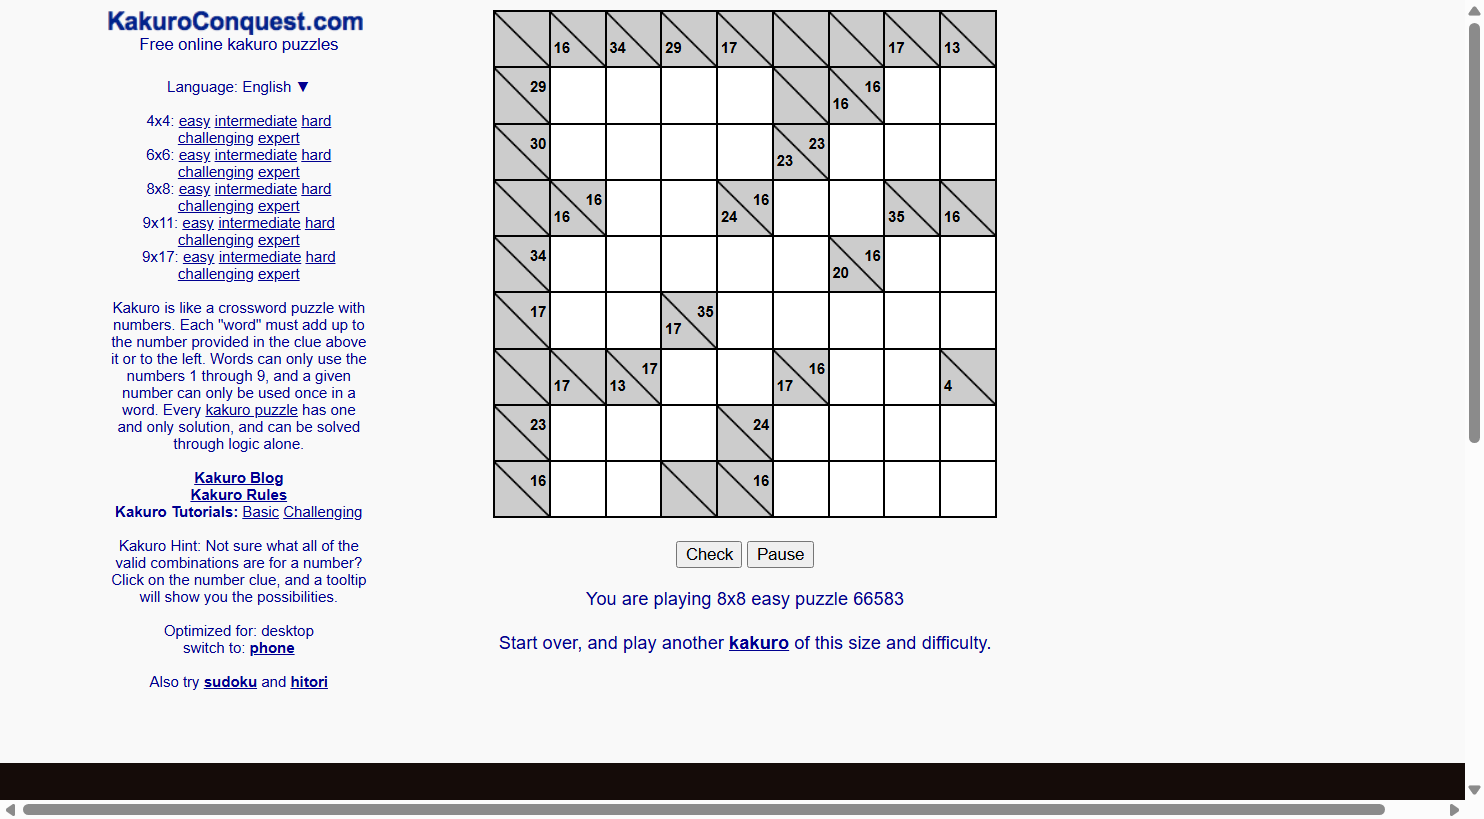 KakuroConquest.com
Free online kakuro puzzles
Language: English ▼
4x4: easy intermediate hard
challenging expert
6x6: easy intermediate hard
challenging expert
8x8: easy intermediate hard
challenging expert
9x11: easy intermediate hard
challenging expert
9x17: easy intermediate hard
challenging expert
Kakuro is like a crossword puzzle with
numbers. Each "word" must add up to
the number provided in the clue above
it or to the left. Words can only use the
numbers 1 through 9, and a given
number can only be used once in a
word. Every kakuro puzzle has one
and only solution, and can be solved
through logic alone.
Kakuro Blog
Kakuro Rules
Kakuro Tutorials: Basic Challenging
Kakuro Hint: Not sure what all of the
valid combinations are for a number?
Click on the number clue, and a tooltip
will show you the possibilities.
Optimized for: desktop
switch to: phone
Also try sudoku and hitori
16 34 29 17 17 13
29 16 16
30 23 23
16 16 16 24 35 16
34 16 20
17 35 17
17 17 13 16 17 4
23 24
16 16
Check Pause
You are playing 8x8 easy puzzle 66583
Start over, and play another kakuro of this size and difficulty.